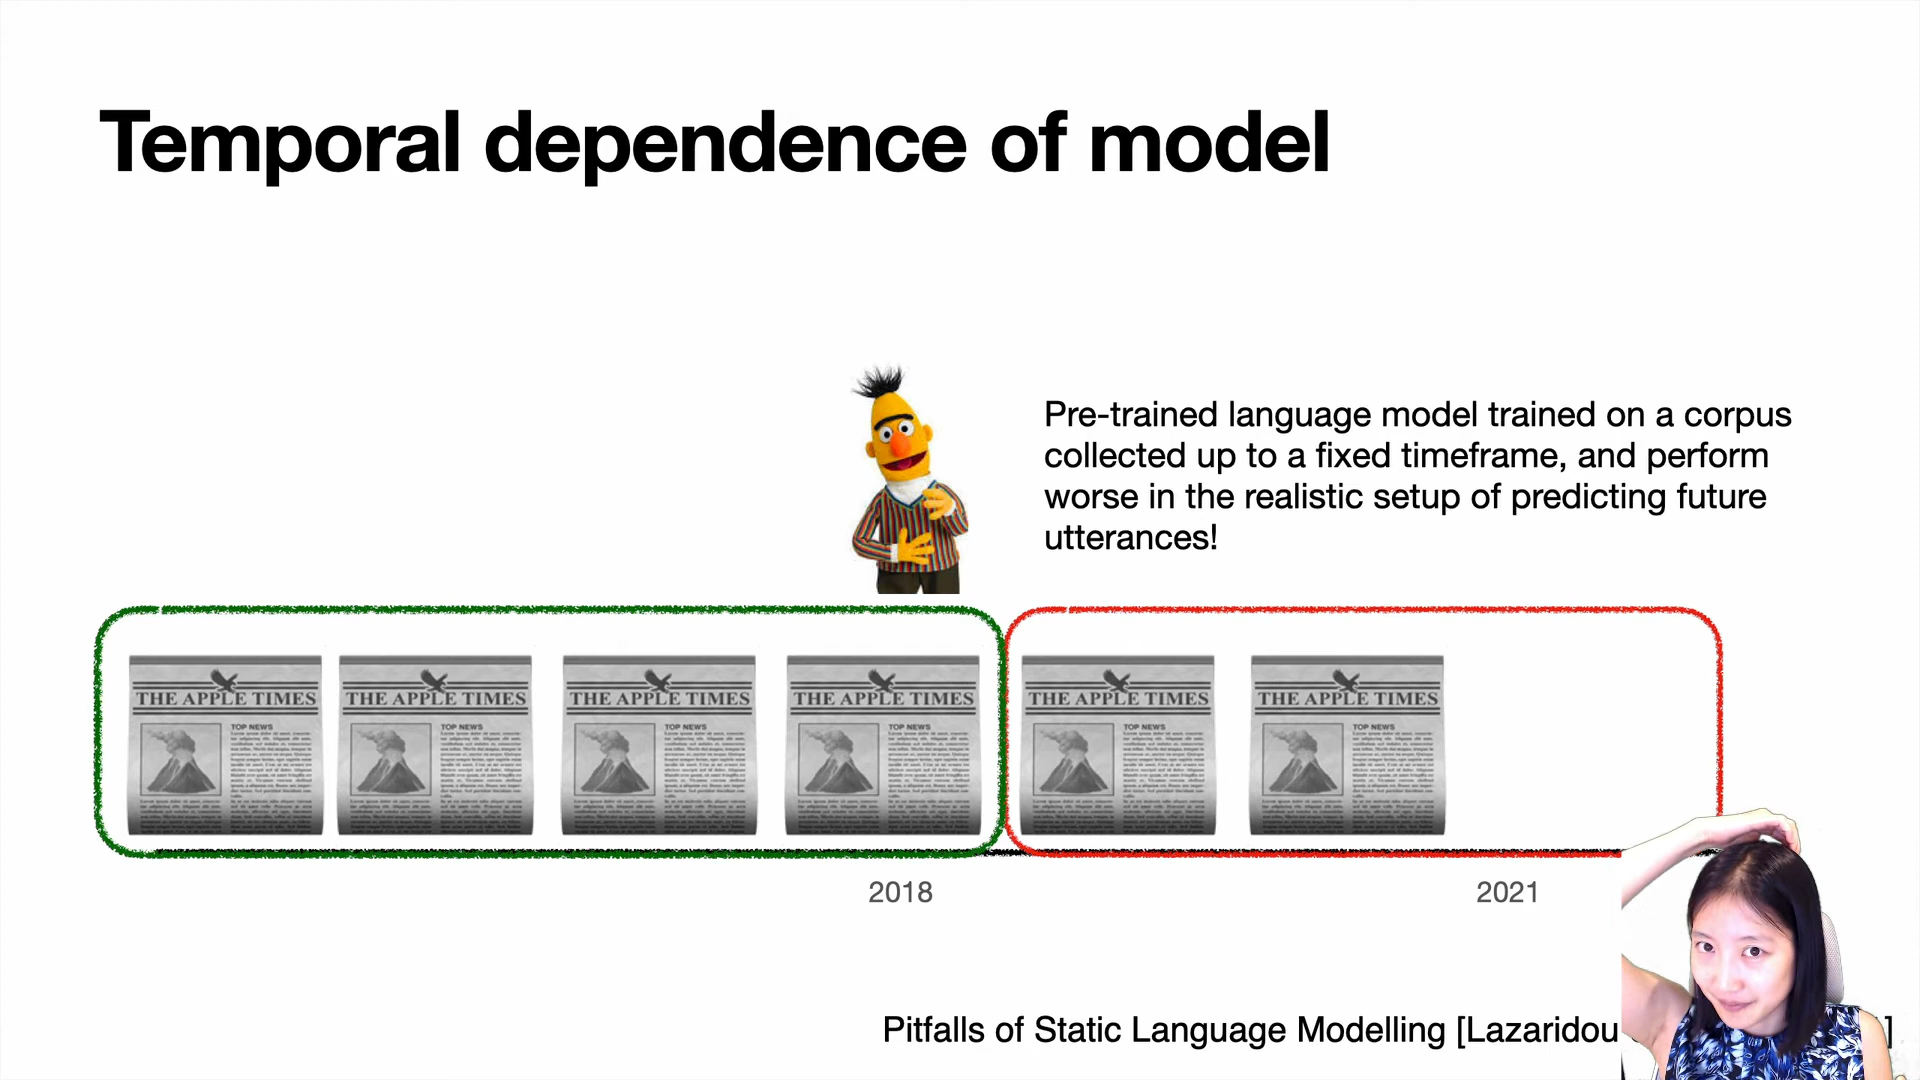 Temporal dependence of model
Pre-trained language model trained on a corpus
collected up to a fixed timeframe, and perform
worse in the realistic setup of predicting future
utterances!
THE APPLE TIMES
TOP NEWS
THE APPLE TIMES
TOP NEWS
THE APPLE TIMES
TOP NEWS
THE APPLE TIMES
TOP NEWS
THE APPLE TIMES
TOP NEWS
THE APPLE TIMES
TOP NEWS
2018
2021
Pitfalls of Static Language Modelling [Lazaridou